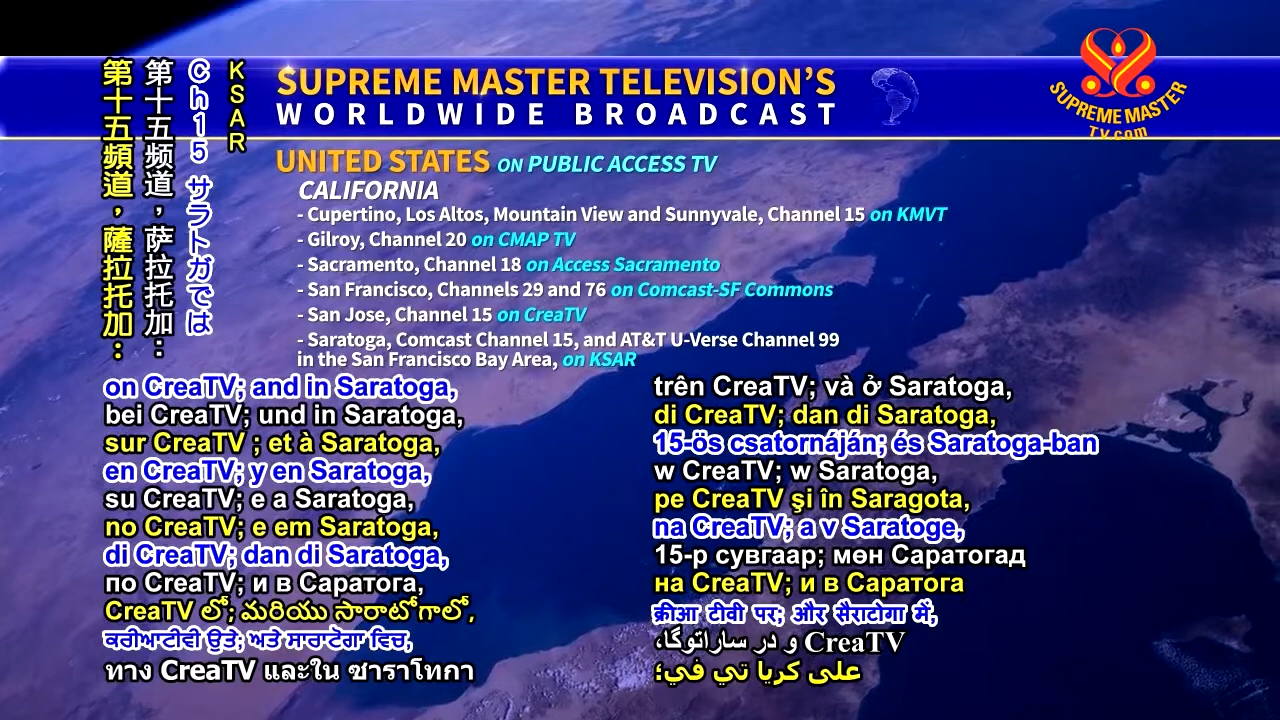 SUPREME MASTER TELEVISION’S
WORLDWIDE BROADCAST
SUPREME MASTER
TV.com
UNITED STATES ON PUBLIC ACCESS TV
CALIFORNIA
- Cupertino, Los Altos, Mountain View and Sunnyvale, Channel 15 on KMVT
- Gilroy, Channel 20 on CMAP TV
- Sacramento, Channel 18 on Access Sacramento
- San Francisco, Channels 29 and 76 on Comcast-SF Commons
- San Jose, Channel 15 on CreaTV
- Saratoga, Comcast Channel 15, and AT&T U-Verse Channel 99
in the San Francisco Bay Area, on KSAR
KSAR
Ch15 サラトガでは
第十五频道，萨拉托加：
第十五頻道，薩拉托加：
on CreaTV; and in Saratoga,
bei CreaTV; und in Saratoga,
sur CreaTV ; et à Saratoga,
en CreaTV; y en Saratoga,
su CreaTV; e a Saratoga,
no CreaTV; e em Saratoga,
di CreaTV; dan di Saratoga,
по CreaTV; и в Саратога,
CreaTV లో; మరియు సారాటోగాలో,
ਕਰੀਆਟੀਵੀ ਉਤੇ; ਅਤੇ ਸਾਰਾਟੋਗਾ ਵਿਚ,
ทาง CreaTV และใน ซาราโทกา
trên CreaTV; và ở Saratoga,
di CreaTV; dan di Saratoga,
15-ös csatornáján; és Saratoga-ban
w CreaTV; w Saratoga,
pe CreaTV şi în Saragota,
na CreaTV; a v Saratoge,
15-р сувгаар; мөн Саратогад
на CreaTV; и в Саратога
क्रीआ टीवी पर; और सैराटोगा में,
CreaTV و در ساراتوگا،
على كريا تي في؛